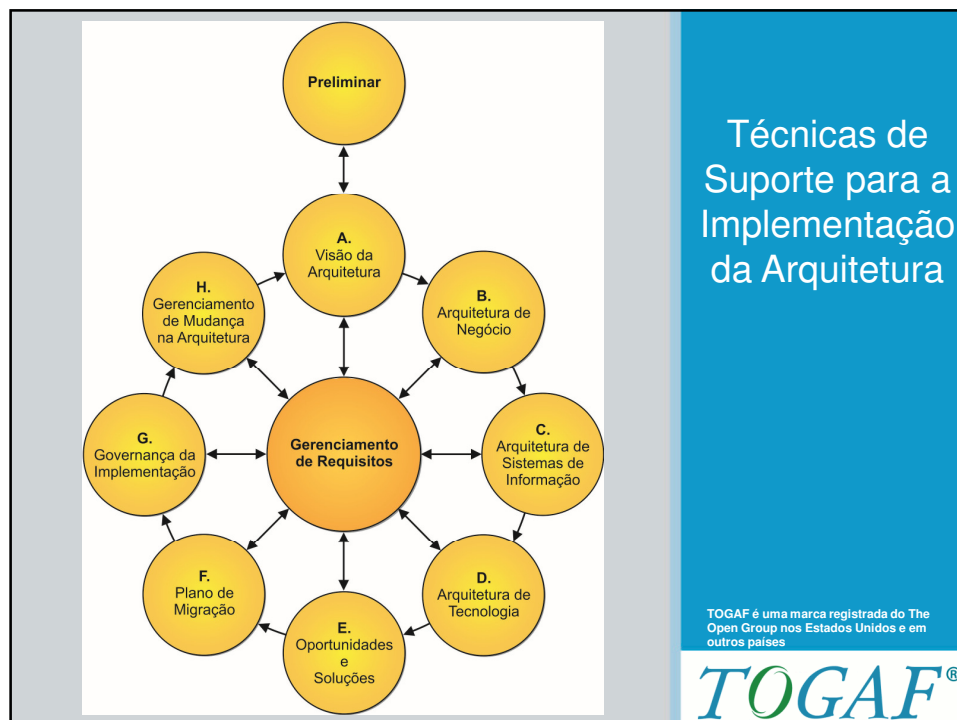 Preliminar
A.
Visão da
Arquitetura
B.
Arquitetura de
Negócio
C.
Arquitetura de
Sistemas de
Informação
D.
Arquitetura de
Tecnologia
E.
Oportunidades
e
Soluções
F.
Plano de
Migração
G.
Governança da
Implementação
H.
Gerenciamento
de Mudança
na Arquitetura
Gerenciamento
de Requisitos
Técnicas de
Suporte para a
Implementação
da Arquitetura
TOGAF é uma marca registrada do The
Open Group nos Estados Unidos e em
outros países
TOGAF®